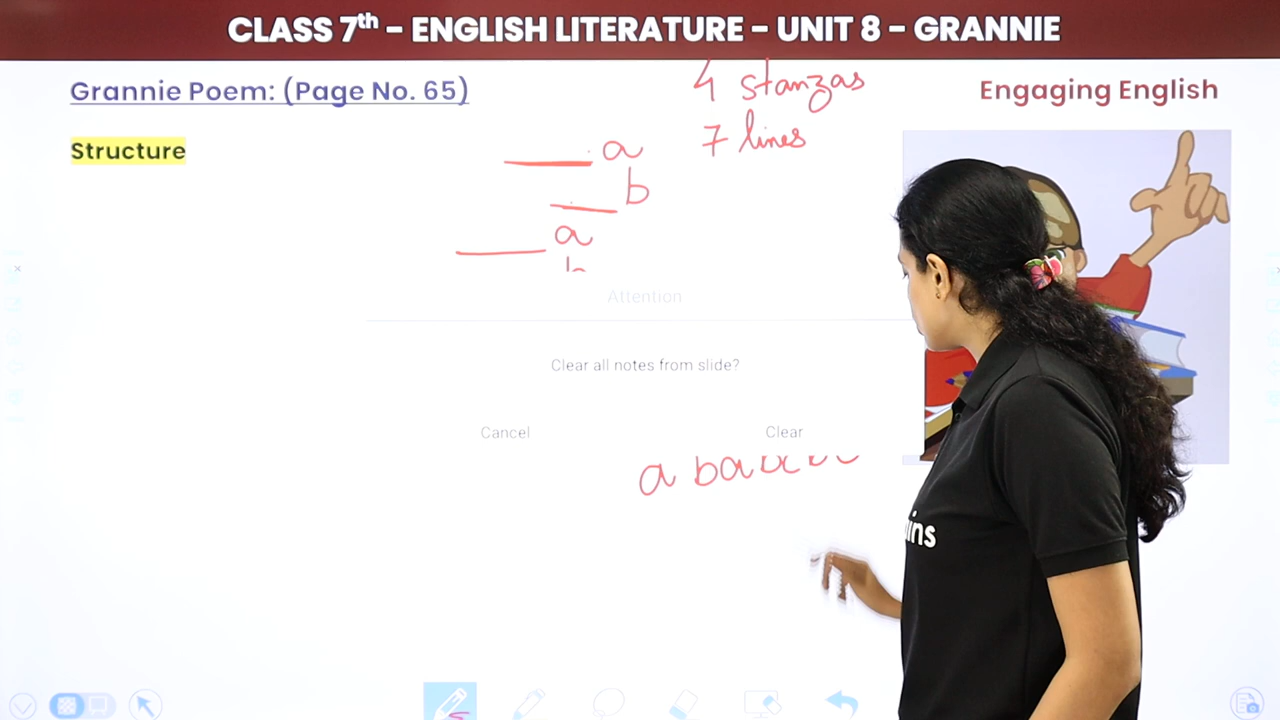 CLASS 7th - ENGLISH LITERATURE - UNIT 8 - GRANNIE
Grannie Poem: (Page No. 65)
4 stanzas
Engaging English
7 lines
Structure
a
b
a
b
Attention
Clear all notes from slide?
Cancel
Clear
a b a
ins